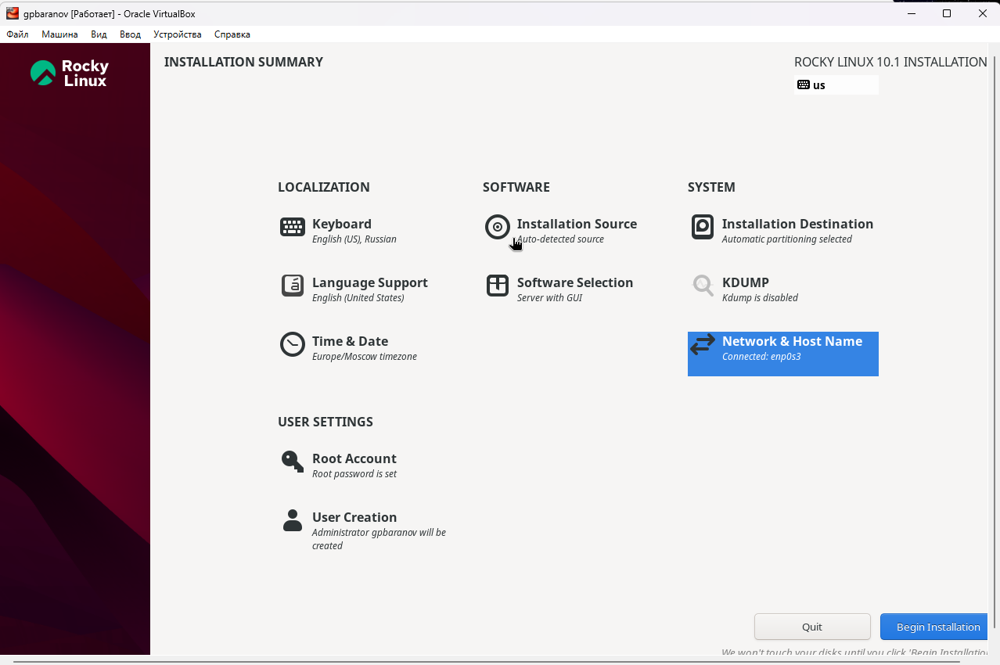 gpbaranov [Работает] - Oracle VirtualBox
Файл Машина Вид Ввод Устройства Справка
Rocky
Linux
INSTALLATION SUMMARY
ROCKY LINUX 10.1 INSTALLATION
us
LOCALIZATION
Keyboard
English (US), Russian
Language Support
English (United States)
Time & Date
Europe/Moscow timezone
SOFTWARE
Installation Source
Auto-detected source
Software Selection
Server with GUI
SYSTEM
Installation Destination
Automatic partitioning selected
KDUMP
Kdump is disabled
Network & Host Name
Connected: enp0s3
USER SETTINGS
Root Account
Root password is set
User Creation
Administrator gpbaranov will be
created
Quit
Begin Installation
We won't touch your disks until you click 'Begin Installatio